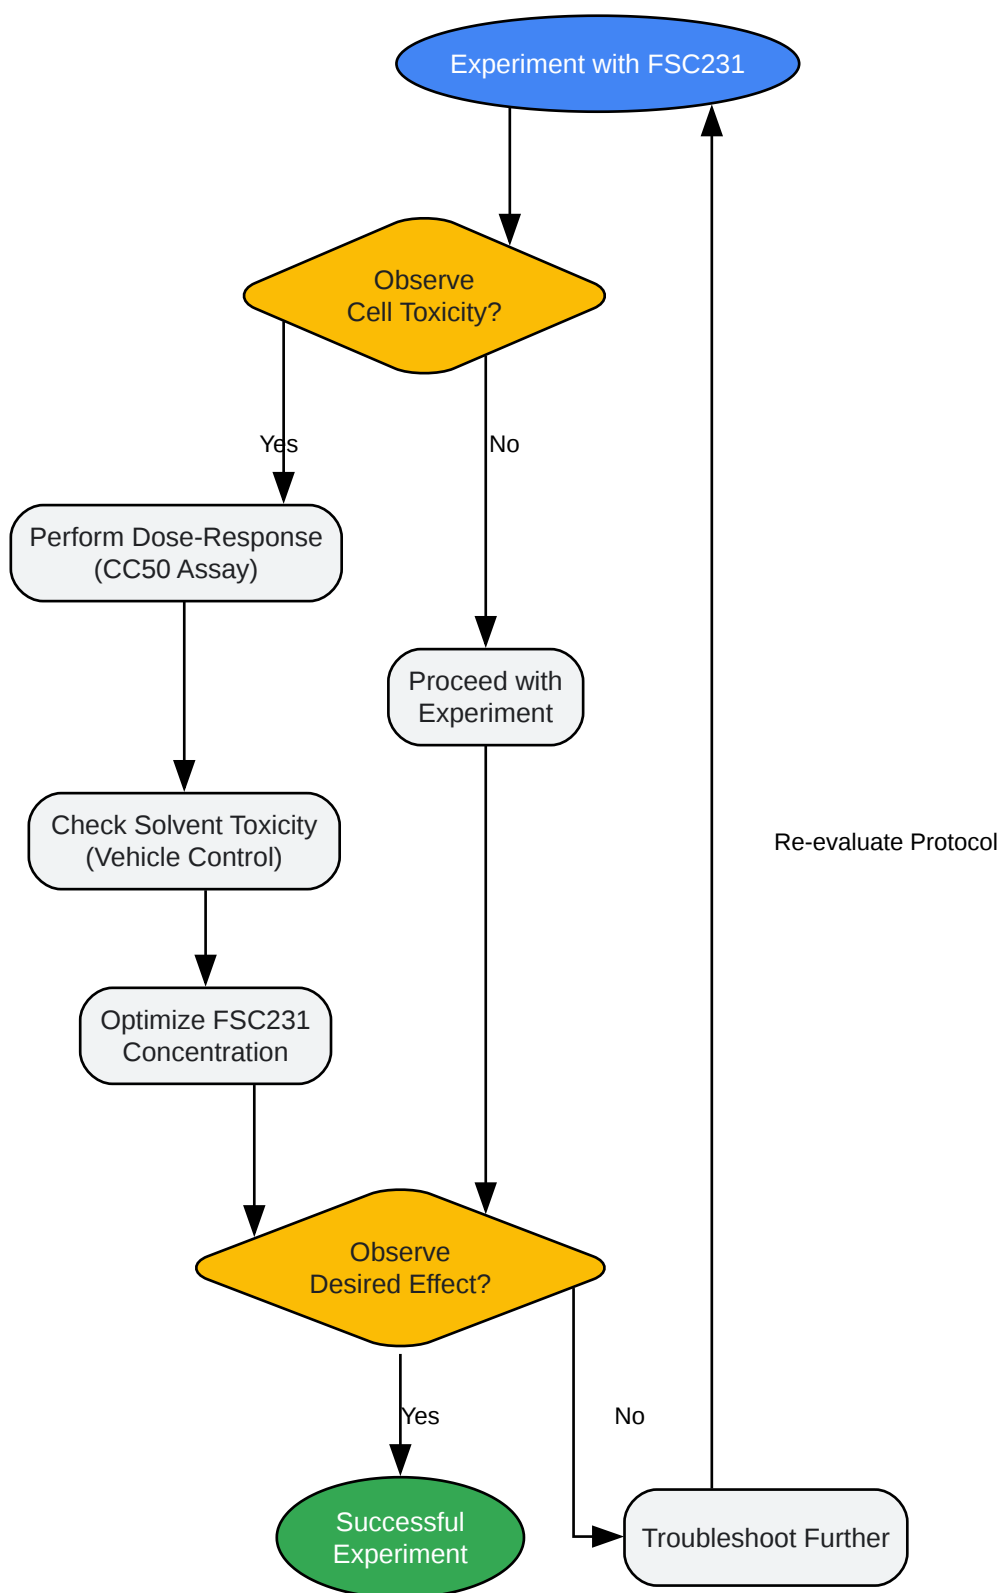 Experiment with FSC231
Observe
Cell Toxicity?
Yes
No
Perform Dose-Response
(CC50 Assay)
Proceed with
Experiment
Check Solvent Toxicity
(Vehicle Control)
Re-evaluate Protocol
Optimize FSC231
Concentration
Observe
Desired Effect?
Yes
No
Successful
Experiment
Troubleshoot Further